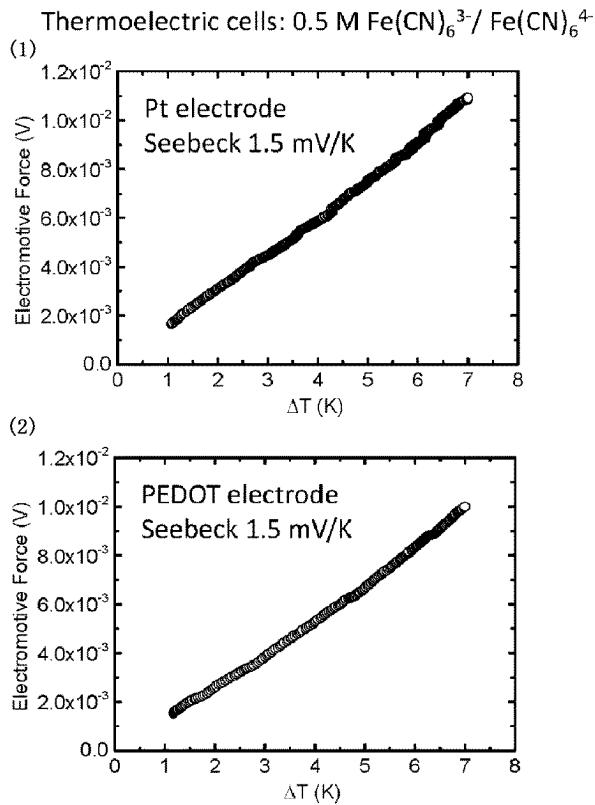 Thermoelectric cells: 0.5 M Fe(CN)₆³⁻/ Fe(CN)₆⁴⁻
(1)
Pt electrode
Seebeck 1.5 mV/K
Electromotive Force (V)
1.2x10⁻²
1.0x10⁻²
8.0x10⁻³
6.0x10⁻³
4.0x10⁻³
2.0x10⁻³
0.0
0 1 2 3 4 5 6 7 8
ΔT (K)
(2)
PEDOT electrode
Seebeck 1.5 mV/K
Electromotive Force (V)
1.2x10⁻²
1.0x10⁻²
8.0x10⁻³
6.0x10⁻³
4.0x10⁻³
2.0x10⁻³
0.0
0 1 2 3 4 5 6 7 8
ΔT (K)